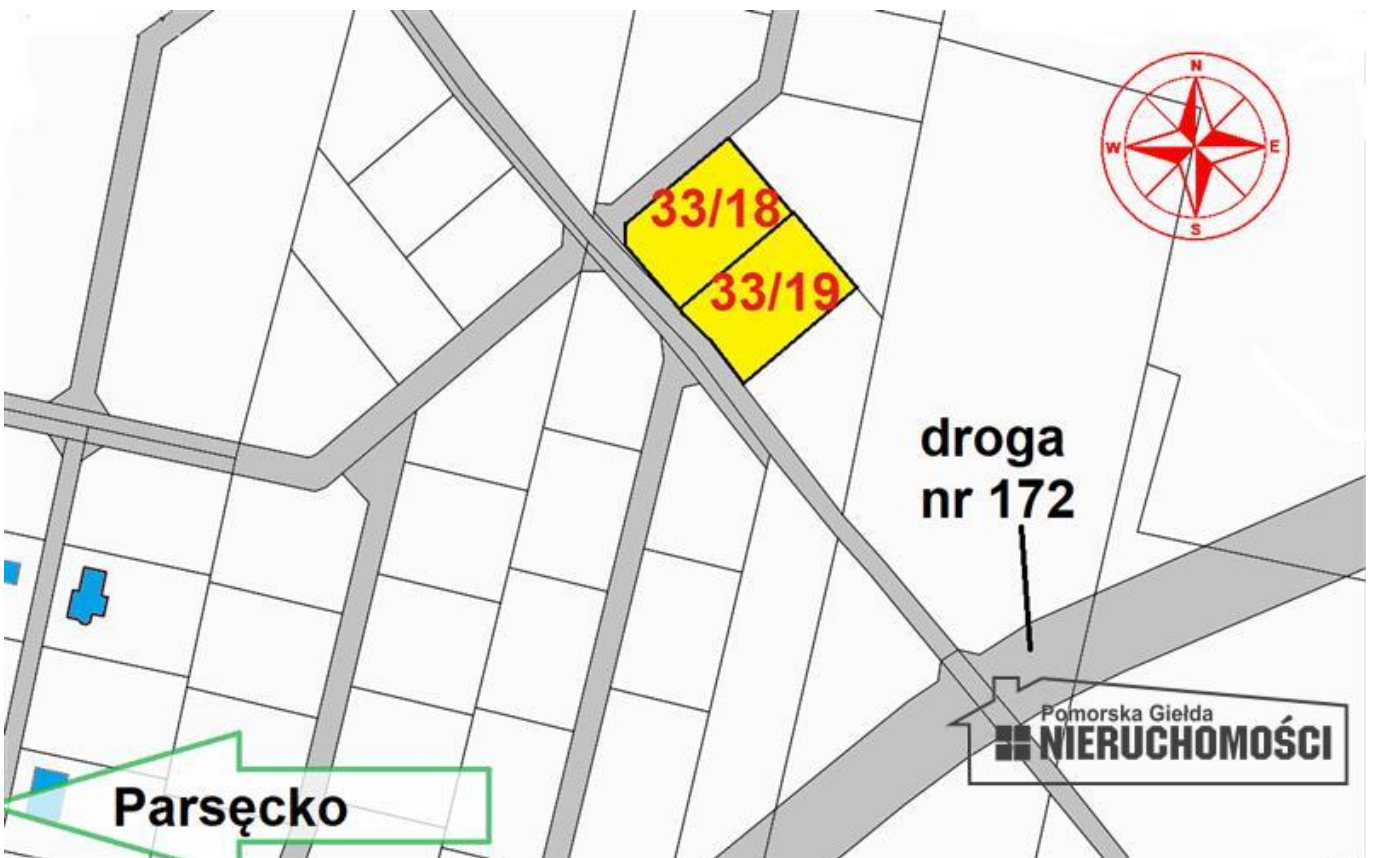 N
W
E
S
33/18
33/19
droga
nr 172
Pomorska Giełda
NIERUCHOMOŚCI
Parsęcko